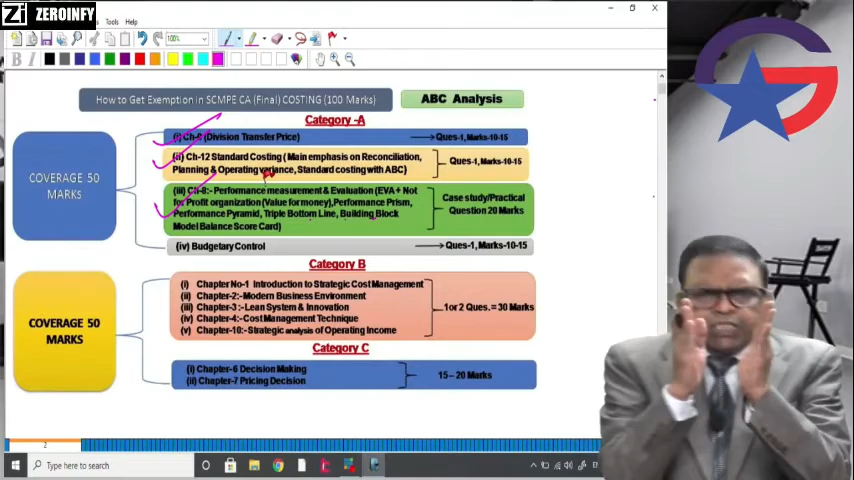 Zi ZEROINFY
Tools Help
100%
How to Get Exemption in SCMPE CA (Final) COSTING (100 Marks)
ABC Analysis
Category -A
COVERAGE 50
MARKS
(i) Ch-9 (Division Transfer Price)
Ques-1, Marks-10-15
(ii) Ch-12 Standard Costing ( Main emphasis on Reconciliation,
Planning & Operating variance, Standard costing with ABC)
Ques-1, Marks-10-15
(iii) Ch-8:- Performance measurement & Evaluation (EVA + Not
for Profit organization (Value for money), Performance Prism,
Performance Pyramid, Triple Bottom Line, Building Block
Model Balance Score Card)
Case study/Practical
Question 20 Marks
(iv) Budgetary Control
Ques-1, Marks-10-15
Category B
COVERAGE 50
MARKS
(i) Chapter No-1 Introduction to Strategic Cost Management
(ii) Chapter-2:-Modern Business Environment
(iii) Chapter-3 :-Lean System & Innovation
(iv) Chapter-4:-Cost Management Technique
(v) Chapter-10:-Strategic analysis of Operating Income
1or 2 Ques.= 30 Marks
Category C
(i) Chapter-6 Decision Making
(ii) Chapter-7 Pricing Decision
15 – 20 Marks
2
Type here to search